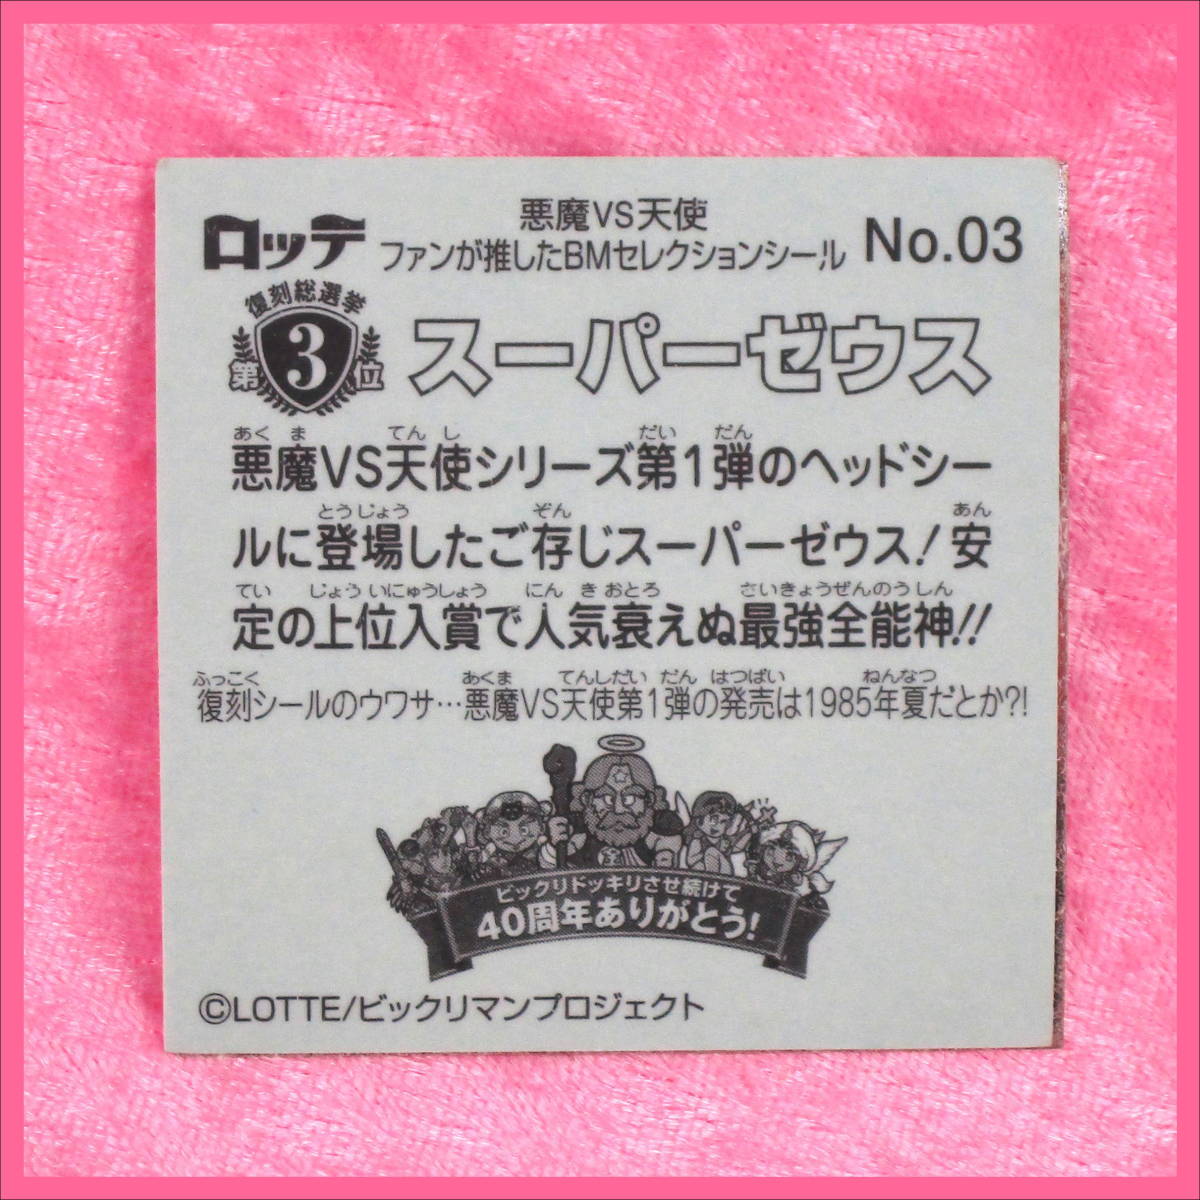 ロッテ
悪魔VS天使
ファンが推したBMセレクションシール
No.03
復刻総選挙
第3位
スーパーゼウス
あくま てんし だい だん
悪魔VS天使シリーズ第1弾のヘッドシー
とうじょう ぞん あん
ルに登場したご存じスーパーゼウス!安
てい じょういにゅうしょう にんきおとろ さいきょうぜんのうしん
定の上位入賞で人気衰えぬ最強全能神!!
ふっこく あくま てんしだい だん はつばい ねんなつ
復刻シールのウワサ…悪魔VS天使第1弾の発売は1985年夏だとか?!
ビックリドッキリさせ続けて
40周年ありがとう!
©LOTTE/ビックリマンプロジェクト